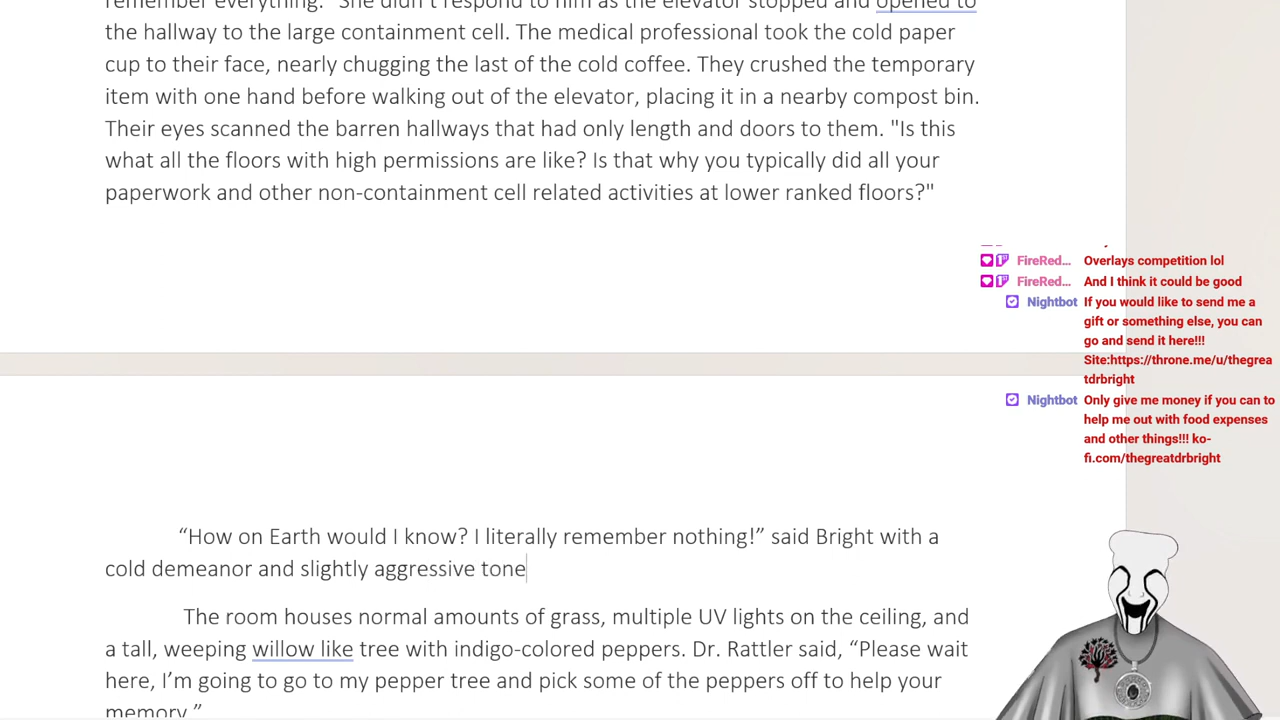 remember everything." She didn't respond to him as the elevator stopped and opened to
the hallway to the large containment cell. The medical professional took the cold paper
cup to their face, nearly chugging the last of the cold coffee. They crushed the temporary
item with one hand before walking out of the elevator, placing it in a nearby compost bin.
Their eyes scanned the barren hallways that had only length and doors to them. "Is this
what all the floors with high permissions are like? Is that why you typically did all your
paperwork and other non-containment cell related activities at lower ranked floors?"
FireRed... Overlays competition lol
FireRed... And I think it could be good
Nightbot If you would like to send me a
gift or something else, you can
go and send it here!!!
Site:https://throne.me/u/thegrea
tdrbright
Nightbot Only give me money if you can to
help me out with food expenses
and other things!!! ko-
fi.com/thegreatdrbright
“How on Earth would I know? I literally remember nothing!” said Bright with a
cold demeanor and slightly aggressive tone
The room houses normal amounts of grass, multiple UV lights on the ceiling, and
a tall, weeping willow like tree with indigo-colored peppers. Dr. Rattler said, “Please wait
here, I’m going to go to my pepper tree and pick some of the peppers off to help your
memory.”